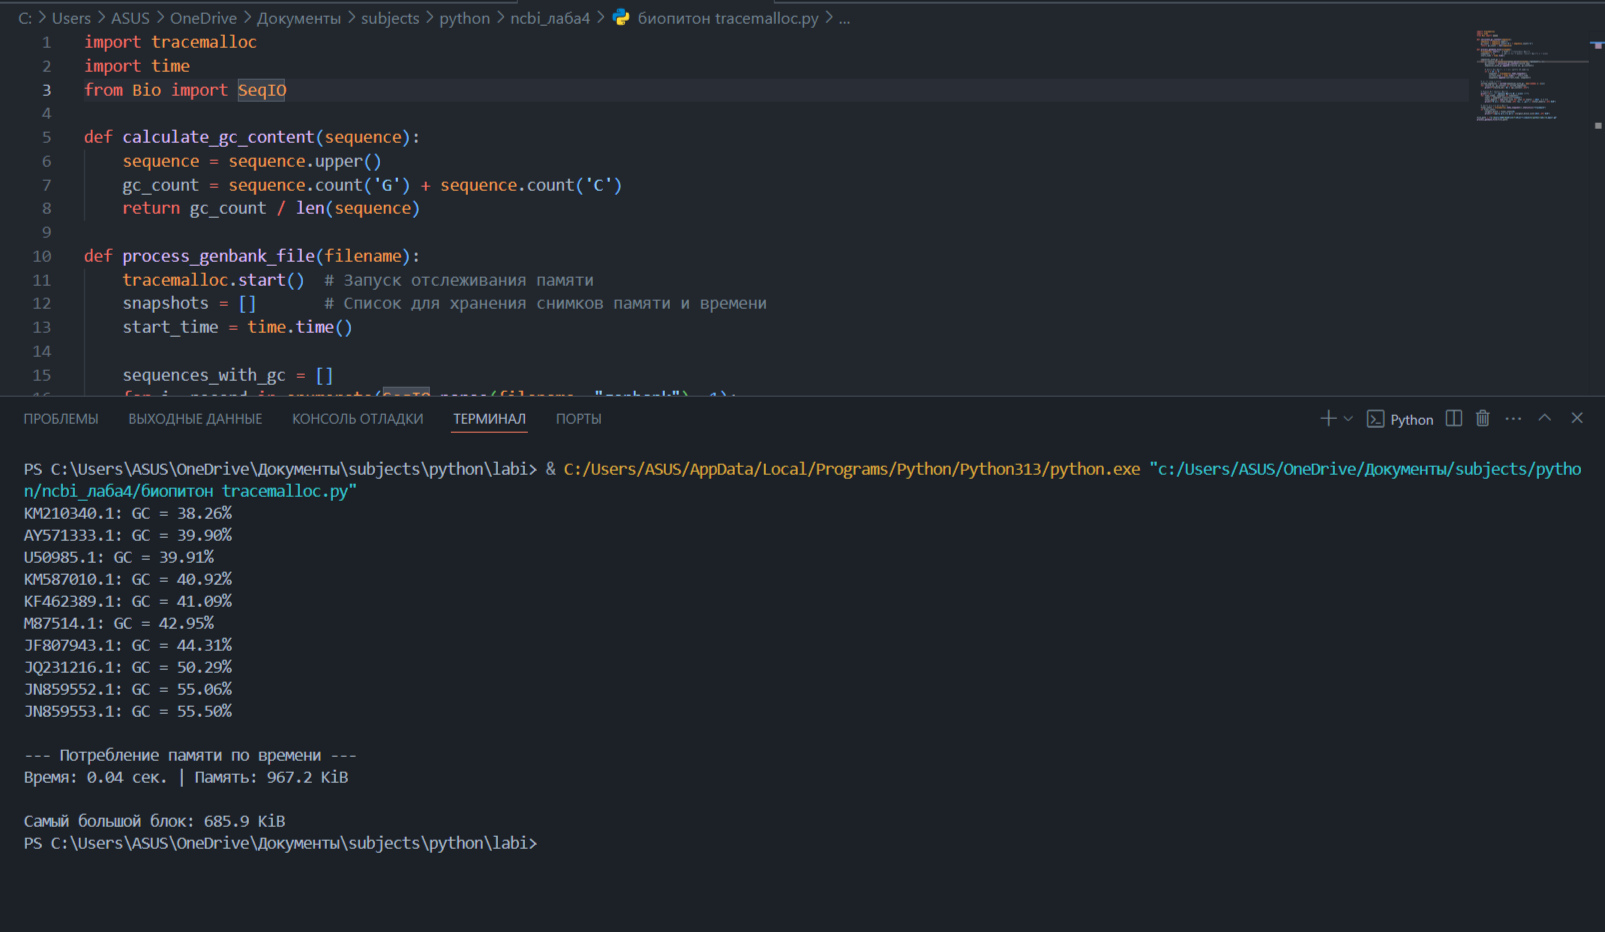 C: > Users > ASUS > OneDrive > Документы > subjects > python > ncbi_лаба4 > биопитон tracemalloc.py > ...
1 import tracemalloc
2 import time
3 from Bio import SeqIO
4
5 def calculate_gc_content(sequence):
6 sequence = sequence.upper()
7 gc_count = sequence.count('G') + sequence.count('C')
8 return gc_count / len(sequence)
9
10 def process_genbank_file(filename):
11 tracemalloc.start() # Запуск отслеживания памяти
12 snapshots = [] # Список для хранения снимков памяти и времени
13 start_time = time.time()
14
15 sequences_with_gc = []
ПРОБЛЕМЫ ВЫХОДНЫЕ ДАННЫЕ КОНСОЛЬ ОТЛАДКИ ТЕРМИНАЛ ПОРТЫ Python
PS C:\Users\ASUS\OneDrive\Документы\subjects\python\labi> & C:/Users/ASUS/AppData/Local/Programs/Python/Python313/python.exe "c:/Users/ASUS/OneDrive/Документы/subjects/pytho
n/ncbi_лаба4/биопитон tracemalloc.py"
KM210340.1: GC = 38.26%
AY571333.1: GC = 39.90%
U50985.1: GC = 39.91%
KM587010.1: GC = 40.92%
KF462389.1: GC = 41.09%
M87514.1: GC = 42.95%
JF807943.1: GC = 44.31%
JQ231216.1: GC = 50.29%
JN859552.1: GC = 55.06%
JN859553.1: GC = 55.50%
--- Потребление памяти по времени ---
Время: 0.04 сек. | Память: 967.2 KiB
Самый большой блок: 685.9 KiB
PS C:\Users\ASUS\OneDrive\Документы\subjects\python\labi>